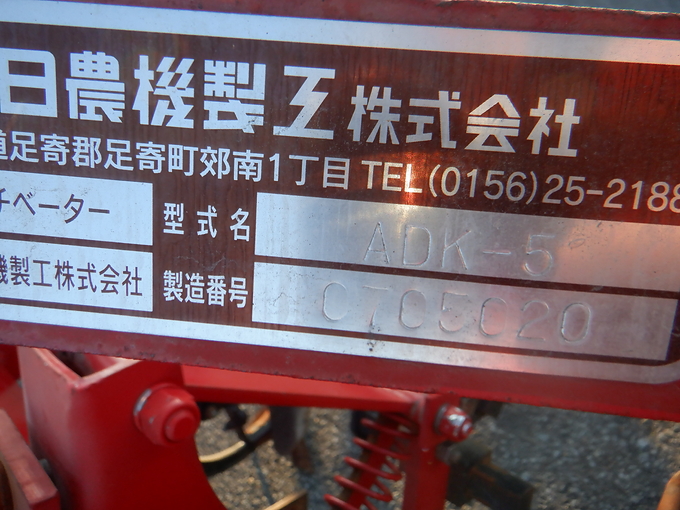 日農機製工株式会社
道足寄郡足寄町郊南1丁目 TEL(0156)25-2188
チベーター 型式名 ADK-5
機製工株式会社 製造番号 C705020